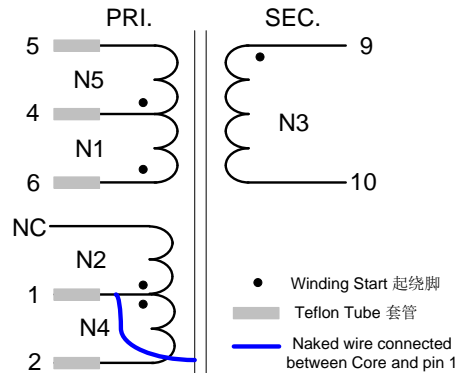 PRI. SEC.
5 9
N5
4
N1 N3
6 10
NC
N2
1
N4
2
Winding Start 起绕脚
Teflon Tube 套管
Naked wire connected
between Core and pin 1